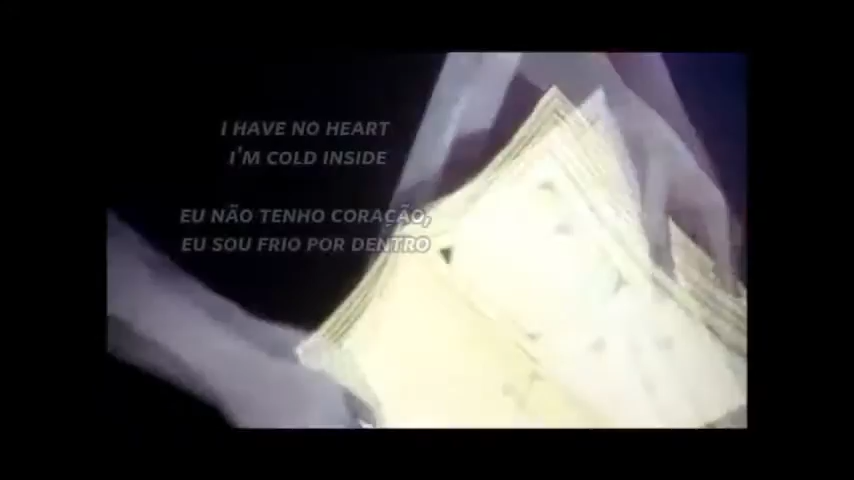 I HAVE NO HEART
I'M COLD INSIDE
EU NÃO TENHO CORAÇÃO,
EU SOU FRIO POR DENTRO